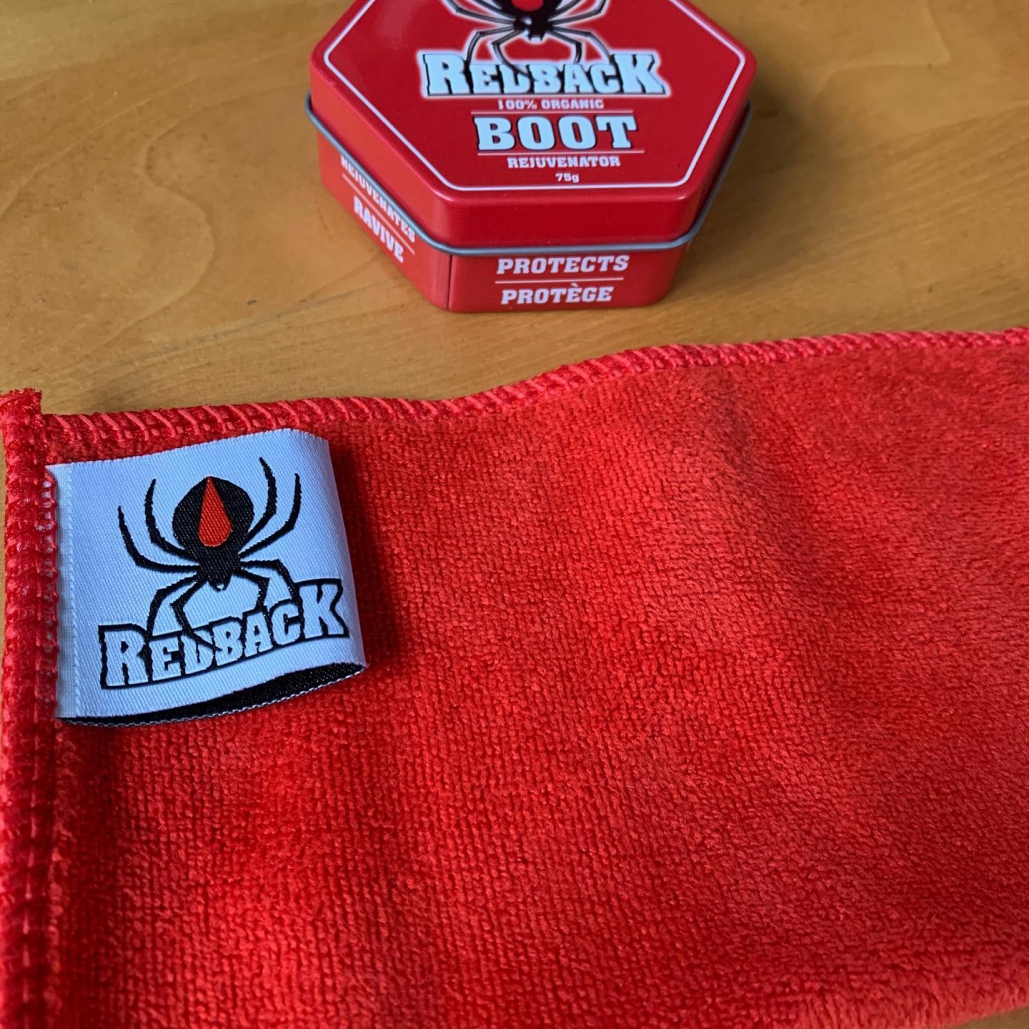 REDBACK
100% ORGANIC
BOOT
REJUVENATOR
75g
REJUVENATES
RAVIVE
PROTECTS
PROTÈGE
REDBACK